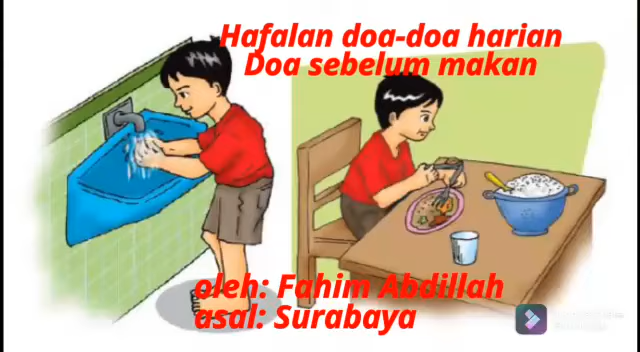 Hafalan doa-doa harian
Doa sebelum makan
oleh: Fahim Abdillah
asal: Surabaya